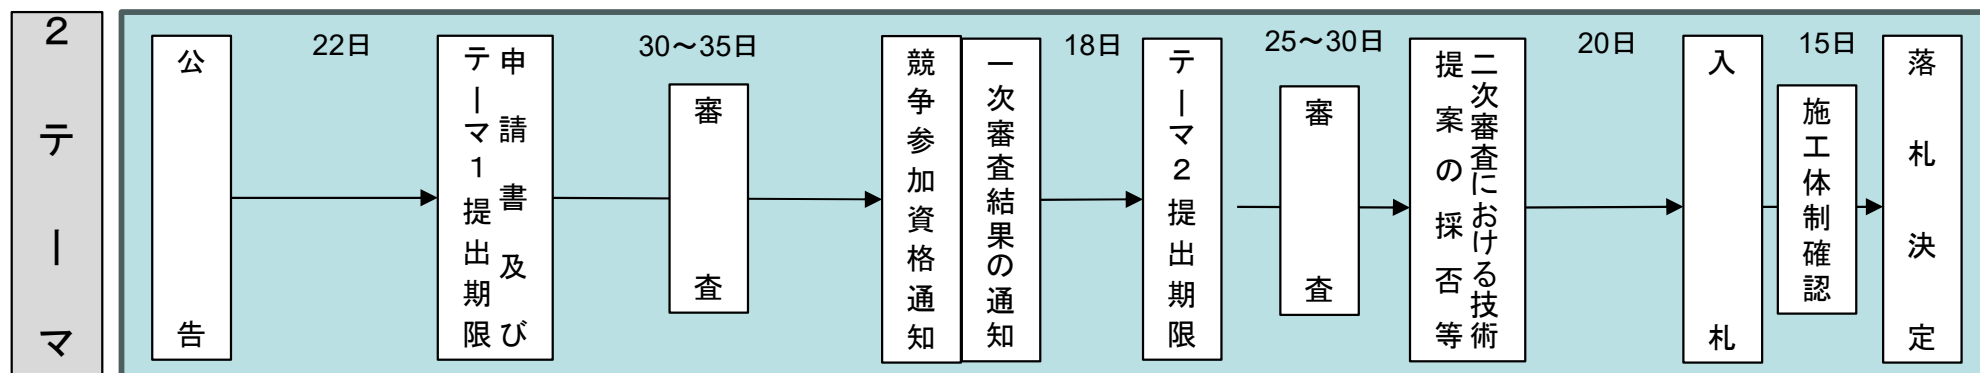 2テーマ
公告
22日
申請書及び
テーマ1提出期限
30～35日
審査
競争参加資格通知
一次審査結果の通知
18日
テーマ2提出期限
25～30日
審査
二次審査における技術
提案の採否等
20日
入札
15日
施工体制確認
落札決定